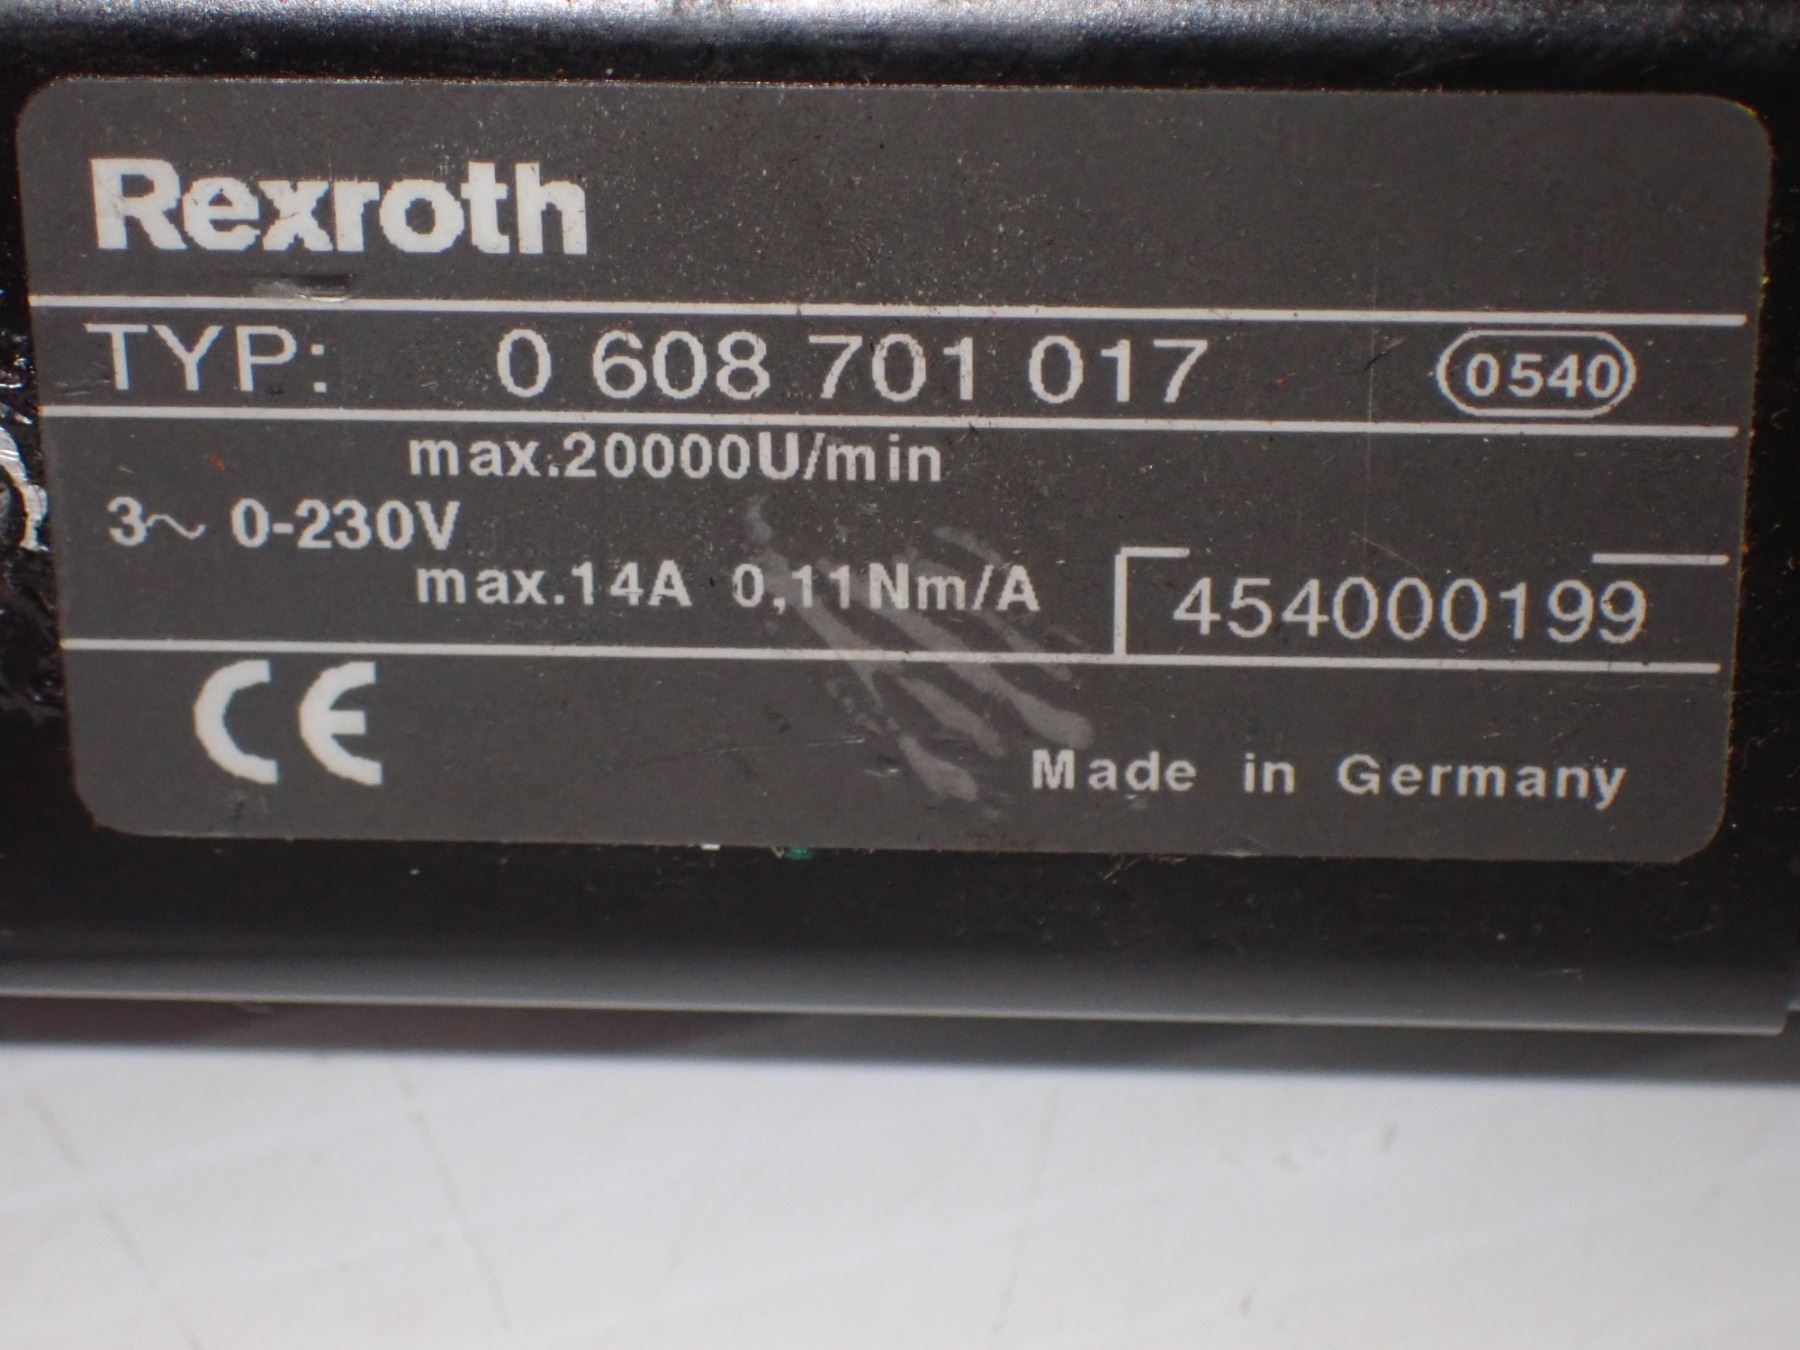 Rexroth
TYP: 0 608 701 017 0540
max.20000U/min
3~ 0-230V
max.14A 0,11Nm/A 454000199
CE
Made in Germany